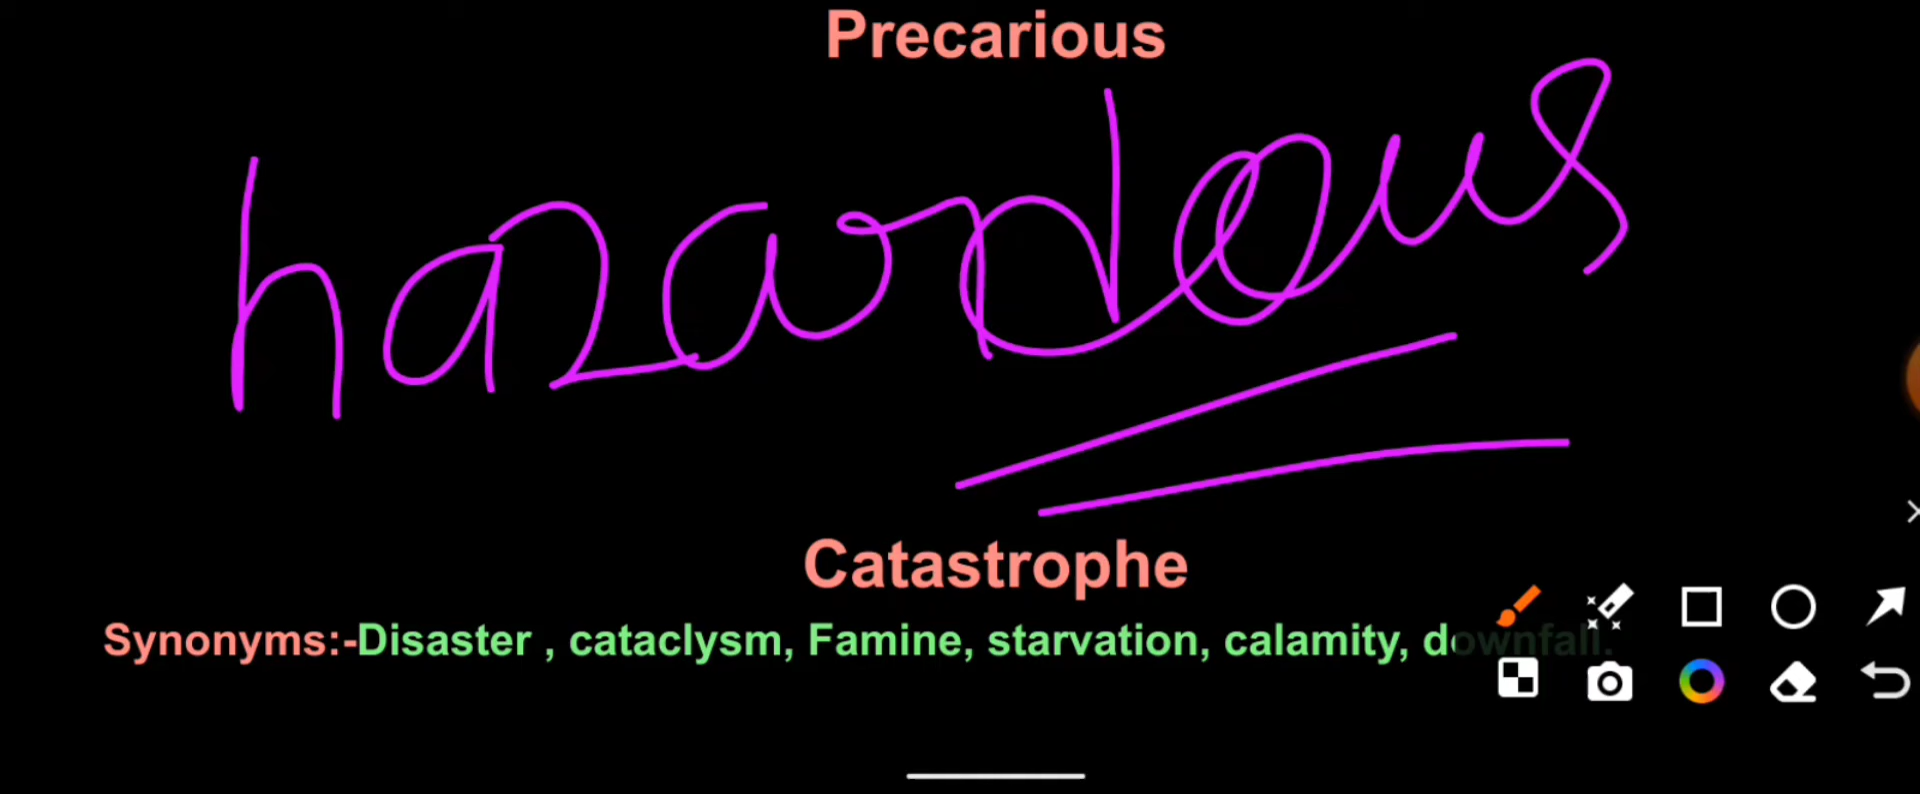 Precarious
hazardous
Catastrophe
Synonyms:-Disaster , cataclysm, Famine, starvation, calamity, downfall.